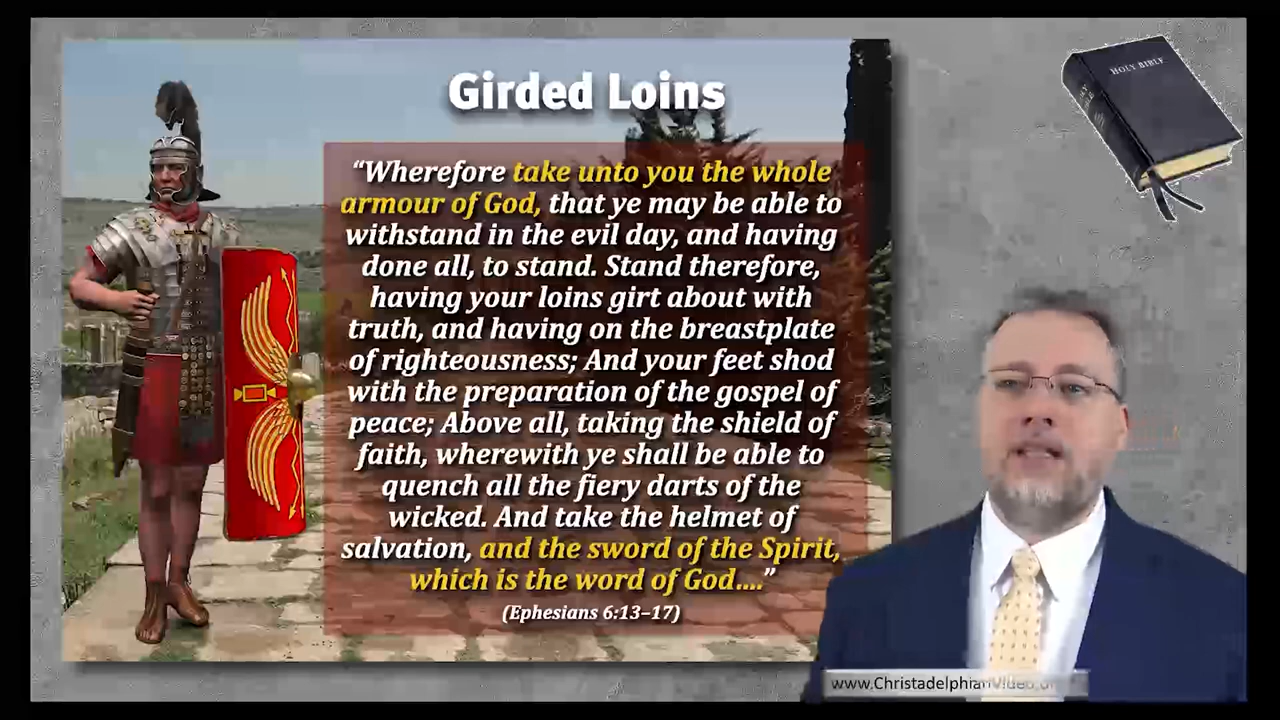 Girded Loins
“Wherefore take unto you the whole
armour of God, that ye may be able to
withstand in the evil day, and having
done all, to stand. Stand therefore,
having your loins girt about with
truth, and having on the breastplate
of righteousness; And your feet shod
with the preparation of the gospel of
peace; Above all, taking the shield of
faith, wherewith ye shall be able to
quench all the fiery darts of the
wicked. And take the helmet of
salvation, and the sword of the Spirit,
which is the word of God....”
(Ephesians 6:13–17)
HOLY BIBLE
www.ChristadelphianVideo.